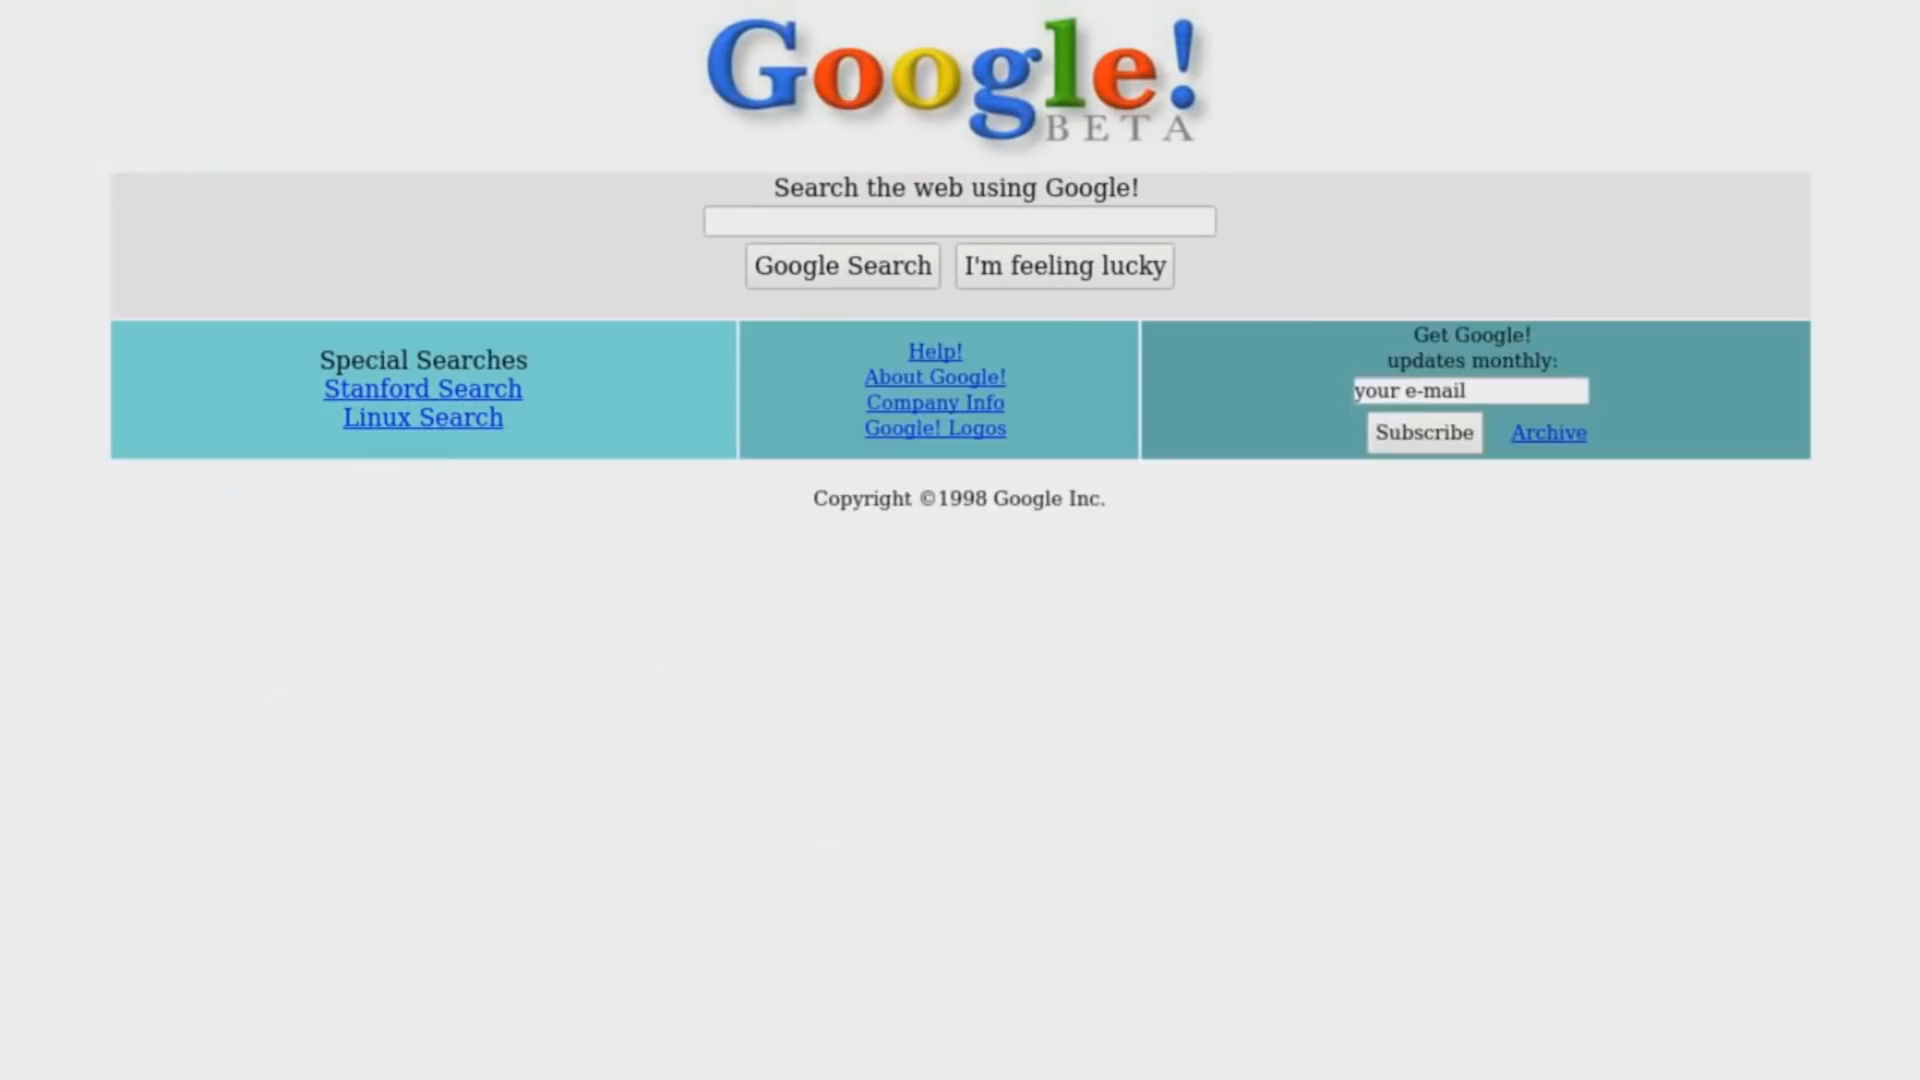 Google!
BETA
Search the web using Google!
Google Search
I'm feeling lucky
Special Searches
Stanford Search
Linux Search
Help!
About Google!
Company Info
Google! Logos
Get Google!
updates monthly:
your e-mail
Subscribe
Archive
Copyright ©1998 Google Inc.